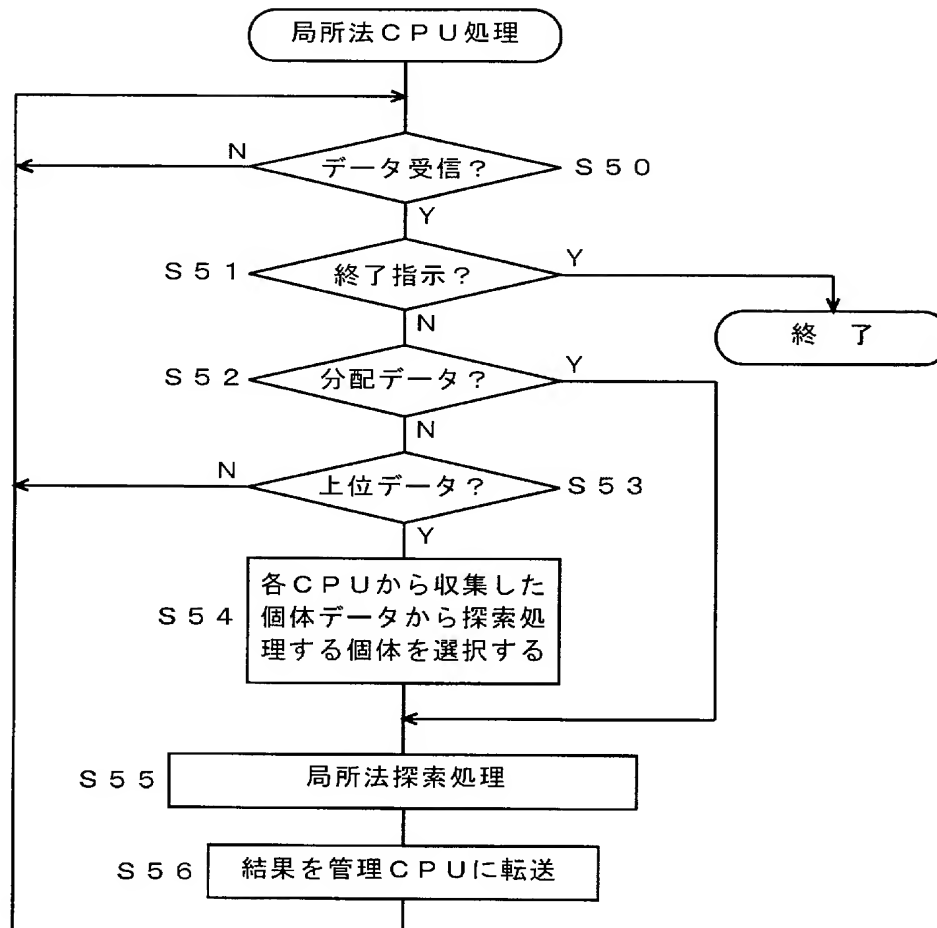 局所法CPU処理
N
データ受信?
S50
Y
S51
終了指示?
Y
N
終 了
S52
分配データ?
Y
N
N
上位データ?
S53
Y
S54
各CPUから収集した
個体データから探索処
理する個体を選択する
S55
局所法探索処理
S56
結果を管理CPUに転送